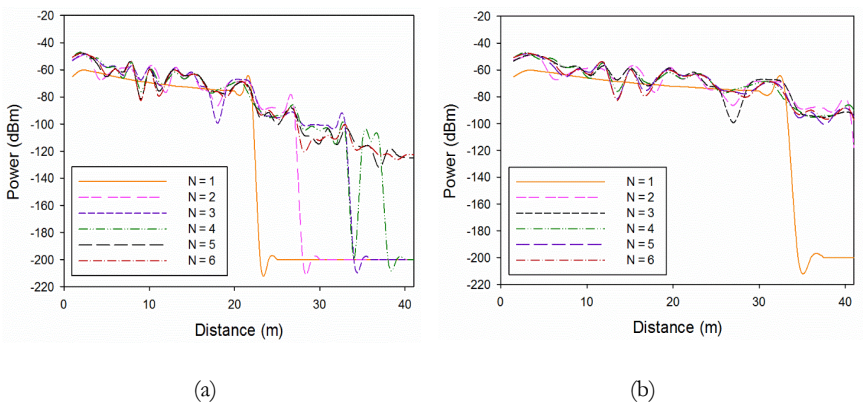 -20
-40
-60
-80
-100
-120
-140
-160
-180
-200
-220
Power (dBm)
N = 1
N = 2
N = 3
N = 4
N = 5
N = 6
0 10 20 30 40
Distance (m)
(a)
-20
-40
-60
-80
-100
-120
-140
-160
-180
-200
-220
Power (dBm)
N = 1
N = 2
N = 3
N = 4
N = 5
N = 6
0 10 20 30 40
Distance (m)
(b)